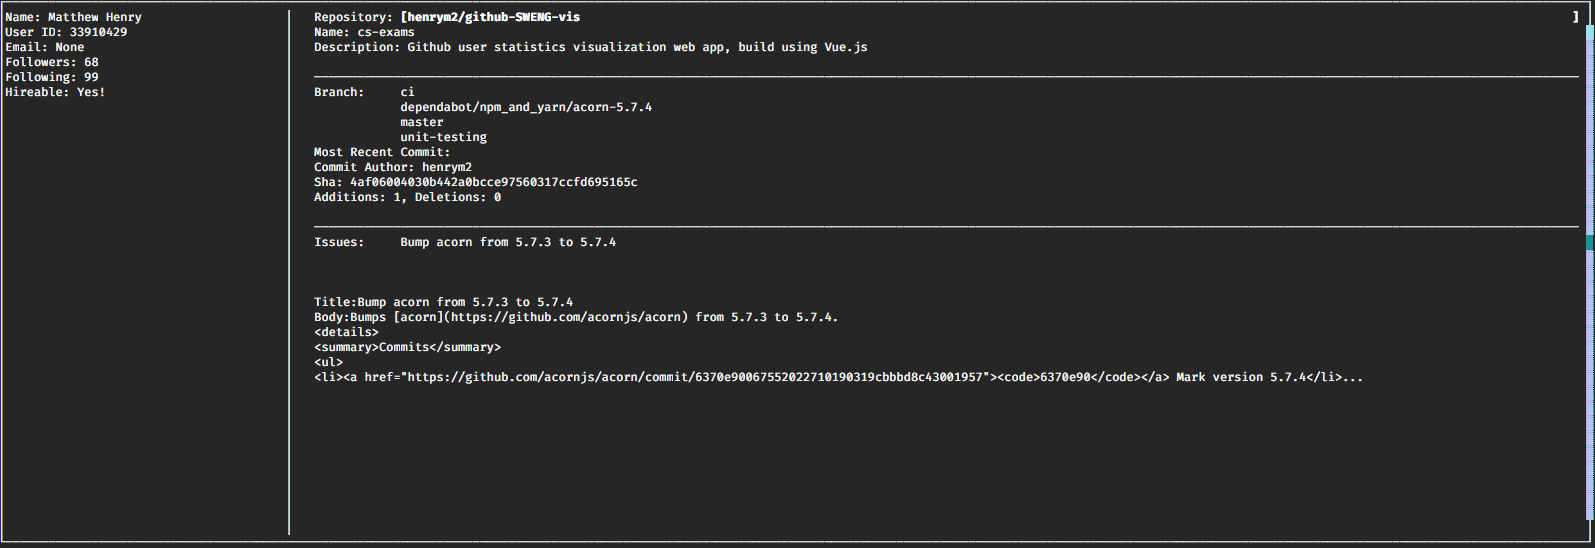 Name: Matthew Henry
User ID: 33910429
Email: None
Followers: 68
Following: 99
Hireable: Yes!
Repository: [henrym2/github-SWENG-vis ]
Name: cs-exams
Description: Github user statistics visualization web app, build using Vue.js
Branch: ci
dependabot/npm_and_yarn/acorn-5.7.4
master
unit-testing
Most Recent Commit:
Commit Author: henrym2
Sha: 4af06004030b442a0bcce97560317ccfd695165c
Additions: 1, Deletions: 0
Issues: Bump acorn from 5.7.3 to 5.7.4
Title:Bump acorn from 5.7.3 to 5.7.4
Body:Bumps [acorn](https://github.com/acornjs/acorn) from 5.7.3 to 5.7.4.
<details>
<summary>Commits</summary>
<ul>
<li><a href="https://github.com/acornjs/acorn/commit/6370e90067552022710190319cbbbd8c43001957"><code>6370e90</code></a> Mark version 5.7.4</li>...